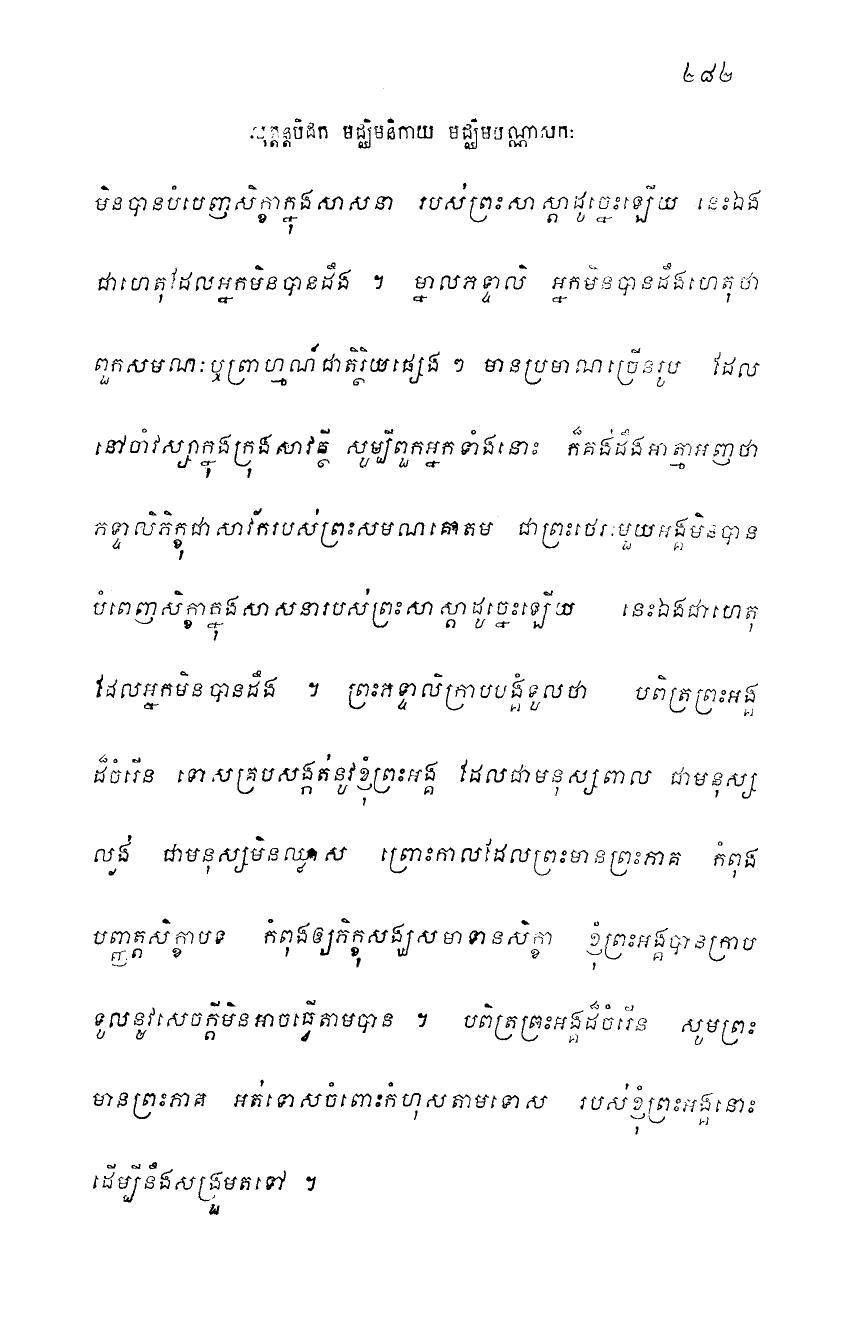 ២៨២
សុត្តន្តបិដក មជ្ឈិមនិកាយ មជ្ឈិមបណ្ណាសកៈ
មិនបានបំពេញសិក្ខាក្នុងសាសនា របស់ព្រះសាស្តាដូច្នេះឡើយ នេះឯង
ជាហេតុដែលអ្នកមិនបានដឹង ។ ម្នាលភទ្ទាលិ អ្នកមិនបានដឹងហេតុថា
ពួកសមណៈឬព្រាហ្មណ៍ជាតិរ្ថិយផ្សេង ៗ មានប្រមាណច្រើនរូប ដែល
នៅចាំវស្សាក្នុងក្រុងសាវត្ថី សូម្បីពួកអ្នកទាំងនោះ ក៏គង់ដឹងអាត្មាអញថា
ភទ្ទាលិភិក្ខុជាសាវ័ករបស់ព្រះសមណគោតម ជាព្រះថេរៈមួយអង្គមិនបាន
បំពេញសិក្ខាក្នុងសាសនារបស់ព្រះសាស្តាដូច្នេះឡើយ នេះឯងជាហេតុ
ដែលអ្នកមិនបានដឹង ។ ព្រះភទ្ទាលិក្រាបបង្គំទូលថា បពិត្រព្រះអង្គ
ដ៏ចំរើន ទោសគ្របសង្កត់នូវខ្ញុំព្រះអង្គ ដែលជាមនុស្សពាល ជាមនុស្ស
ល្ងង់ ជាមនុស្សមិនឈ្លាស ព្រោះកាលដែលព្រះមានព្រះភាគ កំពុង
បញ្ញត្តសិក្ខាបទ កំពុងឲ្យភិក្ខុសង្ឃសមាទានសិក្ខា ខ្ញុំព្រះអង្គបានក្រាប
ទូលនូវសេចក្តីមិនអាចធ្វើតាមបាន ។ បពិត្រព្រះអង្គដ៏ចំរើន សូមព្រះ
មានព្រះភាគ អត់ទោសចំពោះកំហុសតាមទោស របស់ខ្ញុំព្រះអង្គនោះ
ដើម្បីនឹងសង្រួមតទៅ ។